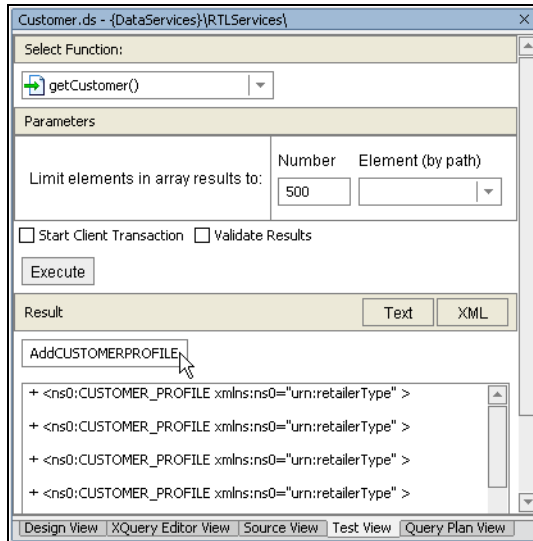 Customer.ds - {DataServices}\RTLServices\
Select Function:
getCustomer()
Parameters
Limit elements in array results to:
Number Element (by path)
500
Start Client Transaction Validate Results
Execute
Result Text XML
AddCUSTOMERPROFILE
+ <ns0:CUSTOMER_PROFILE xmlns:ns0="urn:retailerType" >
+ <ns0:CUSTOMER_PROFILE xmlns:ns0="urn:retailerType" >
+ <ns0:CUSTOMER_PROFILE xmlns:ns0="urn:retailerType" >
+ <ns0:CUSTOMER_PROFILE xmlns:ns0="urn:retailerType" >
Design View XQuery Editor View Source View Test View Query Plan View